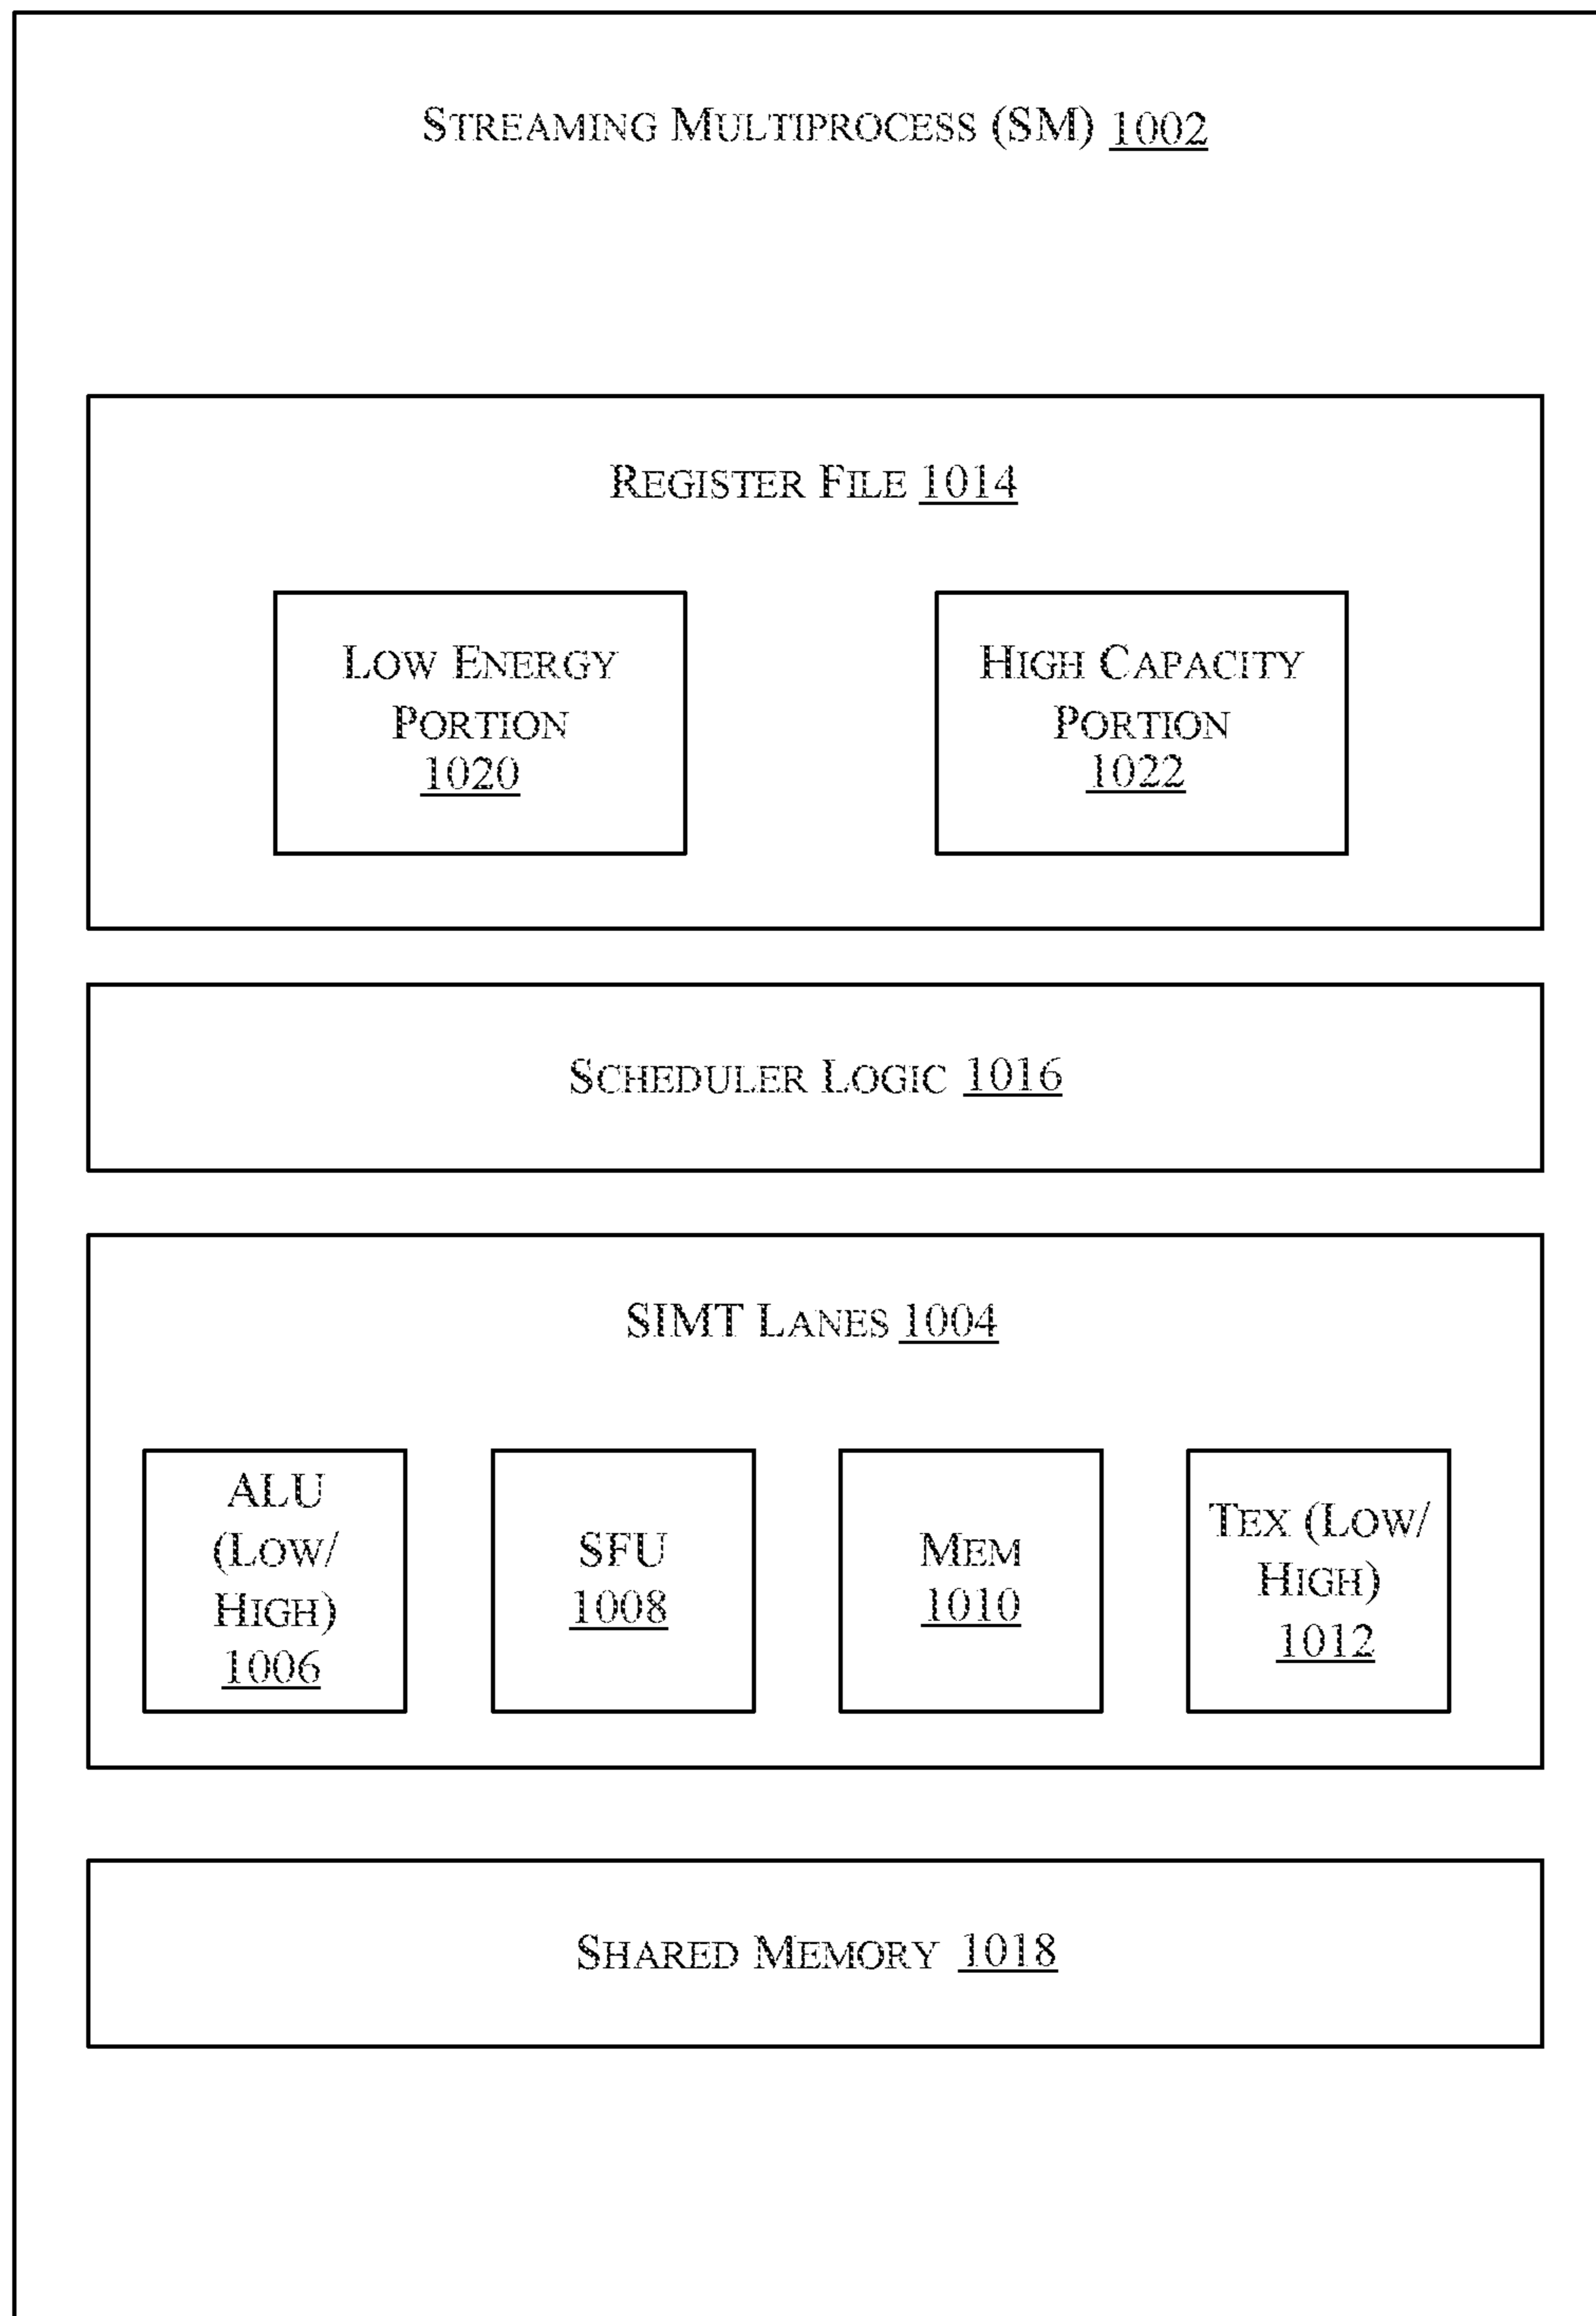 STREAMING MULTIPROCESS (SM) 1002
REGISTER FILE 1014
LOW ENERGY
PORTION
1020
HIGH CAPACITY
PORTION
1022
SCHEDULER LOGIC 1016
SIMT LANES 1004
ALU
(LOW/
HIGH)
1006
SFU
1008
MEM
1010
TEX (LOW/
HIGH)
1012
SHARED MEMORY 1018